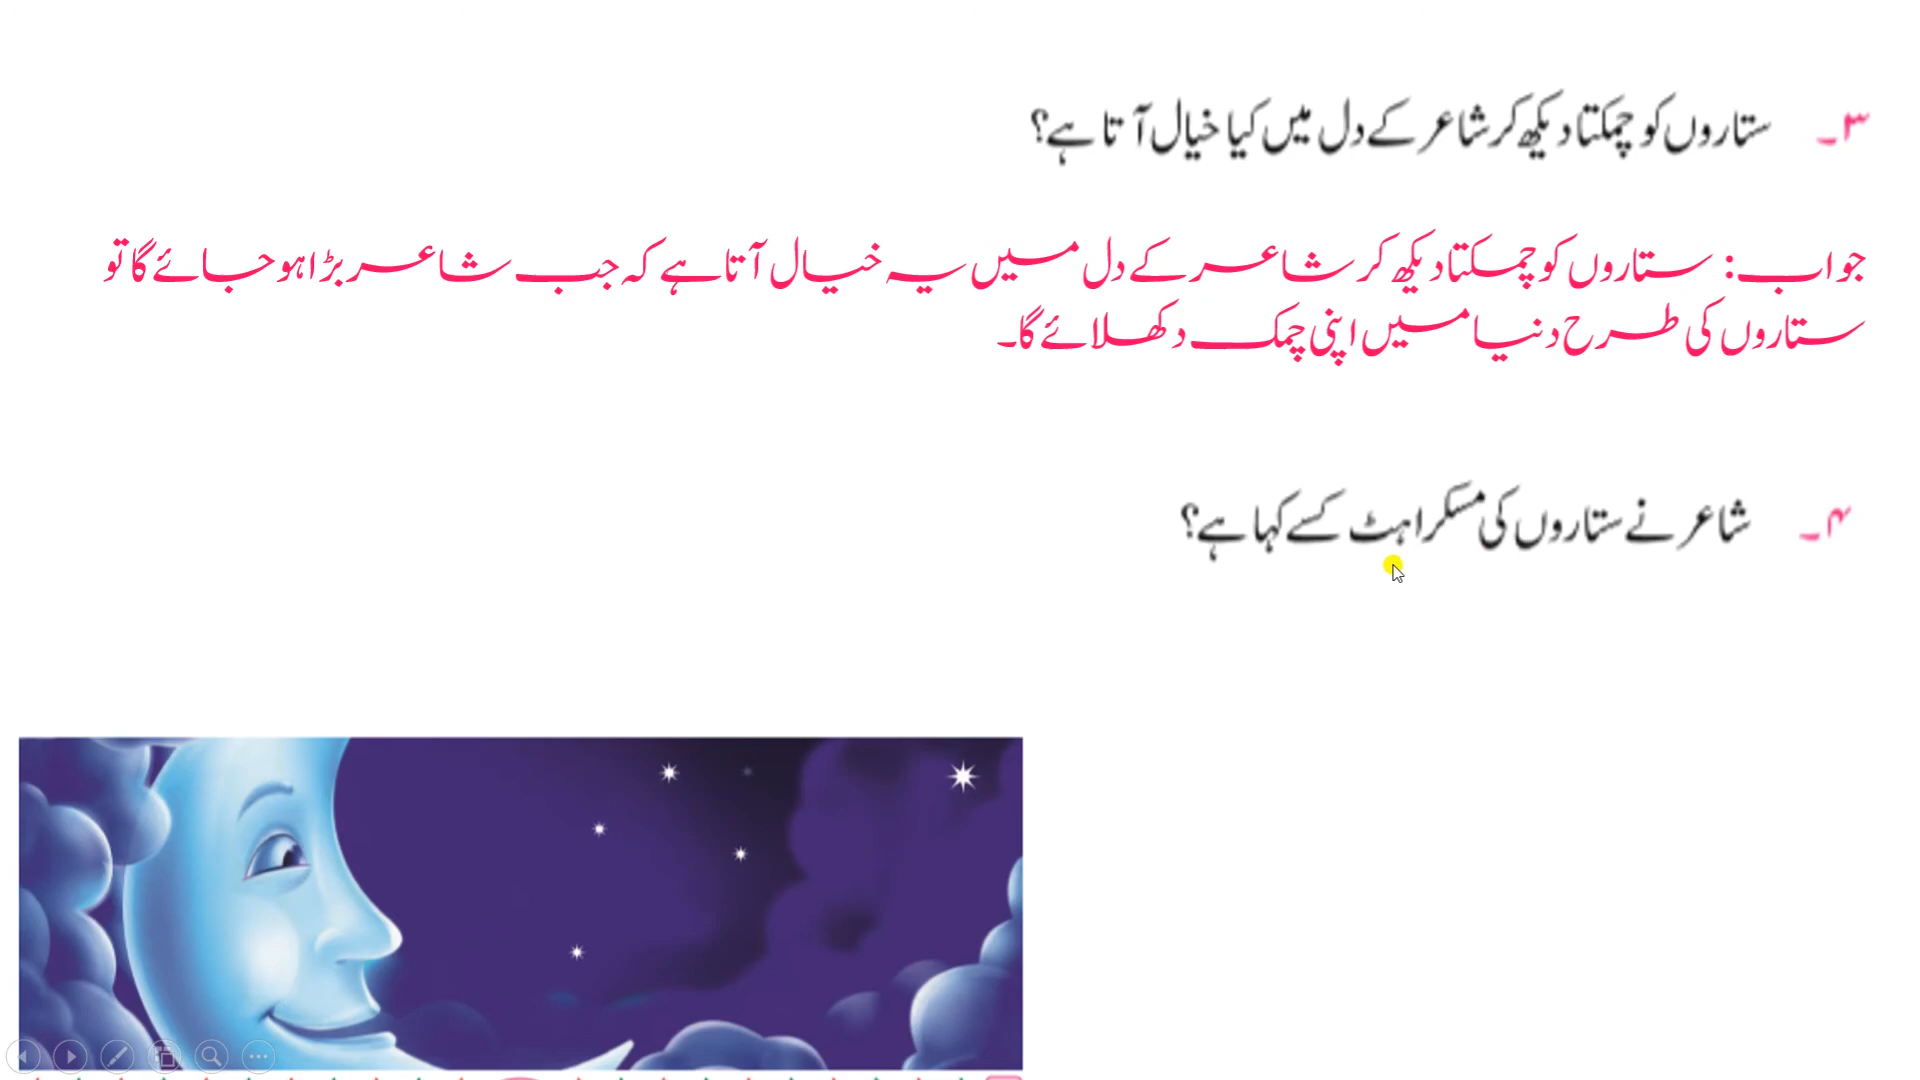 ۳۔ ستاروں کو چمکتا دیکھ کر شاعر کے دل میں کیا خیال آتا ہے؟
جواب: ستاروں کو چمکتا دیکھ کر شاعر کے دل میں یہ خیال آتا ہے کہ جب شاعر بڑا ہو جائے گا تو
ستاروں کی طرح دنیا میں اپنی چمک دکھلائے گا۔
۴۔ شاعر نے ستاروں کی مسکراہٹ کسے کہا ہے؟